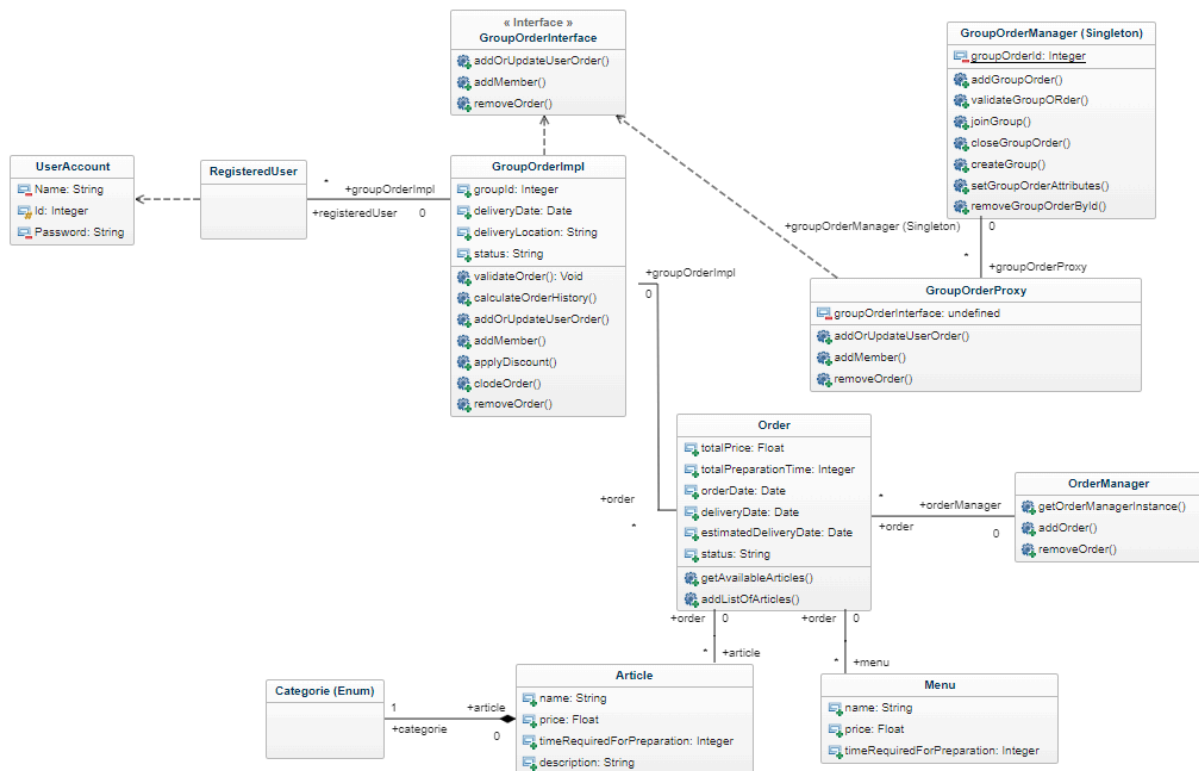 « Interface »
GroupOrderInterface
addOrUpdateUserOrder()
addMember()
removeOrder()
GroupOrderManager (Singleton)
groupOrderId: Integer
addGroupOrder()
validateGroupORder()
joinGroup()
closeGroupOrder()
createGroup()
setGroupOrderAttributes()
removeGroupOrderById()
UserAccount
Name: String
Id: Integer
Password: String
RegisteredUser
*
+groupOrderImpl
+registeredUser
0
GroupOrderImpl
groupId: Integer
deliveryDate: Date
deliveryLocation: String
status: String
validateOrder(): Void
calculateOrderHistory()
addOrUpdateUserOrder()
addMember()
applyDiscount()
clodeOrder()
removeOrder()
+groupOrderManager (Singleton)
0
*
+groupOrderProxy
+groupOrderImpl
0
GroupOrderProxy
groupOrderInterface: undefined
addOrUpdateUserOrder()
addMember()
removeOrder()
+order
*
Order
totalPrice: Float
totalPreparationTime: Integer
orderDate: Date
deliveryDate: Date
estimatedDeliveryDate: Date
status: String
getAvailableArticles()
addListOfArticles()
*
+orderManager
+order
0
OrderManager
getOrderManagerInstance()
addOrder()
removeOrder()
+order
0
*
+article
+order
0
*
+menu
Categorie (Enum)
1
+article
+categorie
0
Article
name: String
price: Float
timeRequiredForPreparation: Integer
description: String
Menu
name: String
price: Float
timeRequiredForPreparation: Integer